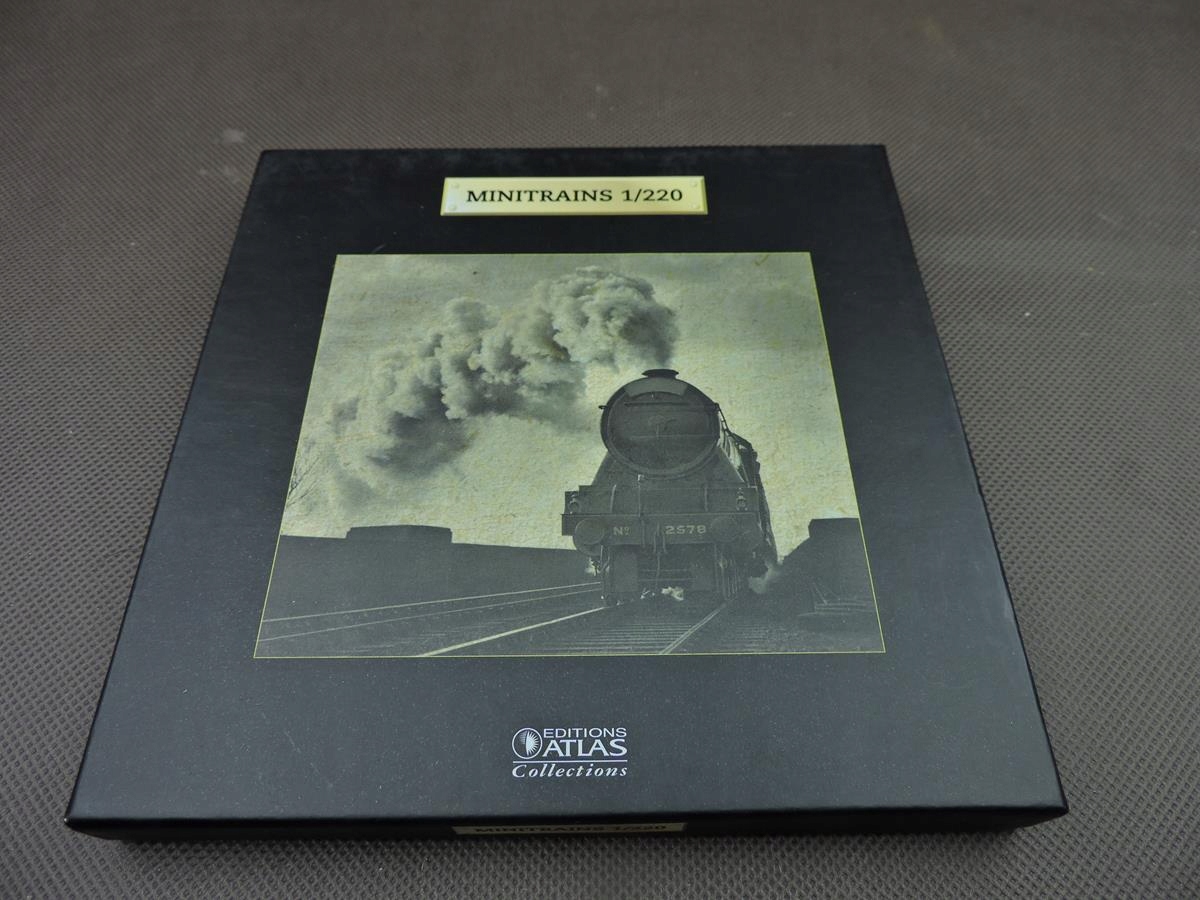 MINITRAINS 1/220
Nº 2578
EDITIONS
ATLAS
Collections
MINITRAINS 1/220